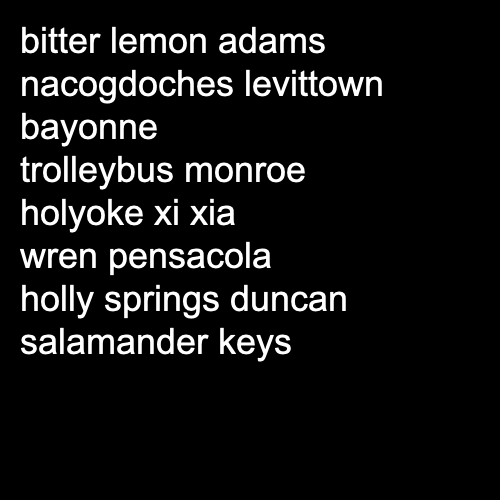 bitter lemon adams
nacogdoches levittown
bayonne
trolleybus monroe
holyoke xi xia
wren pensacola
holly springs duncan
salamander keys